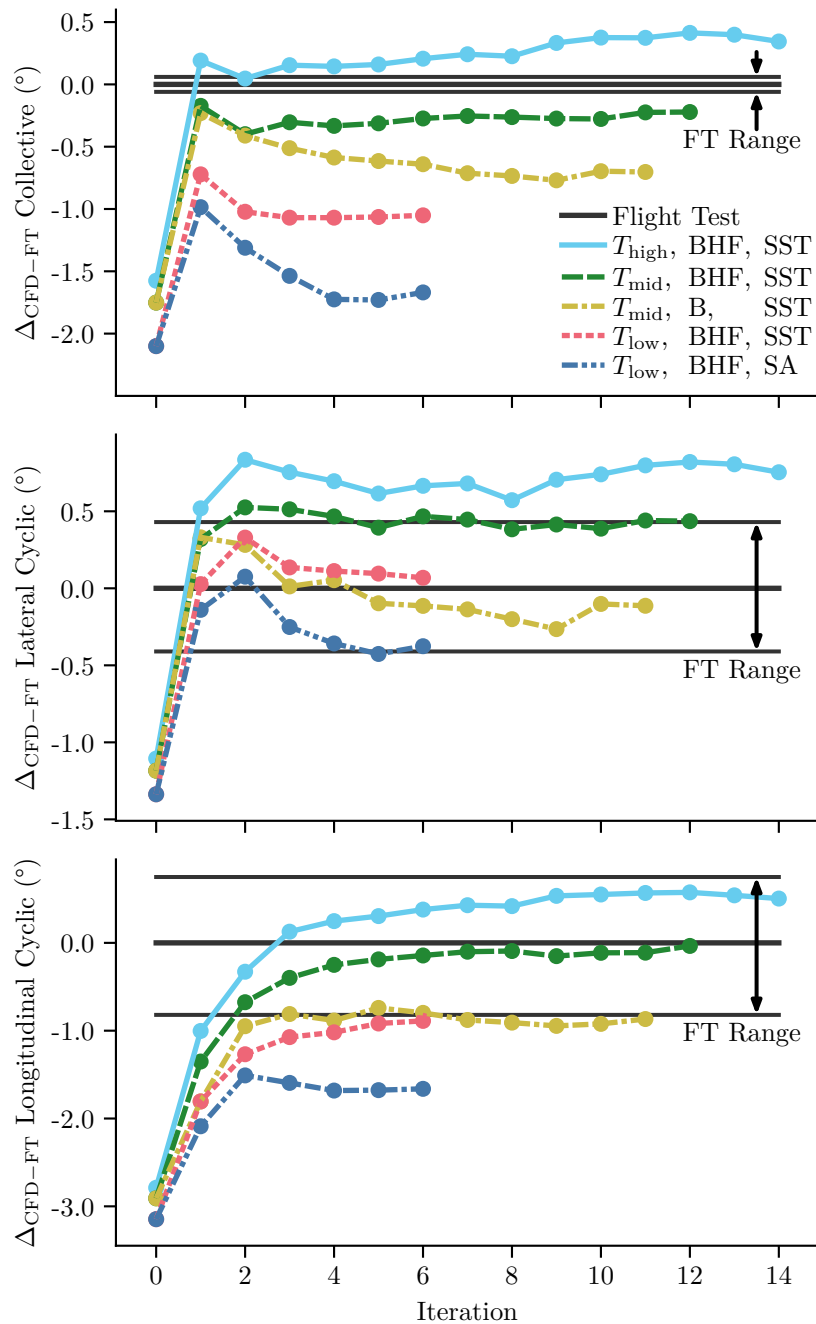 ΔCFD−FT Collective (°)
0.5
0.0
-0.5
-1.0
-1.5
-2.0
FT Range
Flight Test
Thigh, BHF, SST
Tmid, BHF, SST
Tmid, B, SST
Tlow, BHF, SST
Tlow, BHF, SA
ΔCFD−FT Lateral Cyclic (°)
0.5
0.0
-0.5
-1.0
-1.5
FT Range
ΔCFD−FT Longitudinal Cyclic (°)
0.0
-1.0
-2.0
-3.0
FT Range
0 2 4 6 8 10 12 14
Iteration